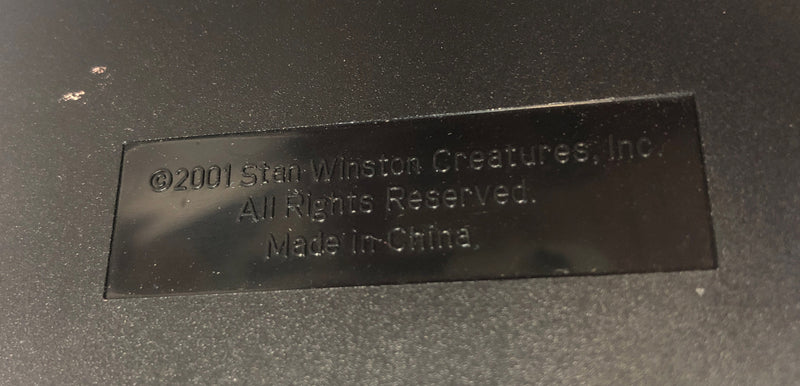 ©2001 Stan Winston Creatures, Inc.
All Rights Reserved.
Made in China.